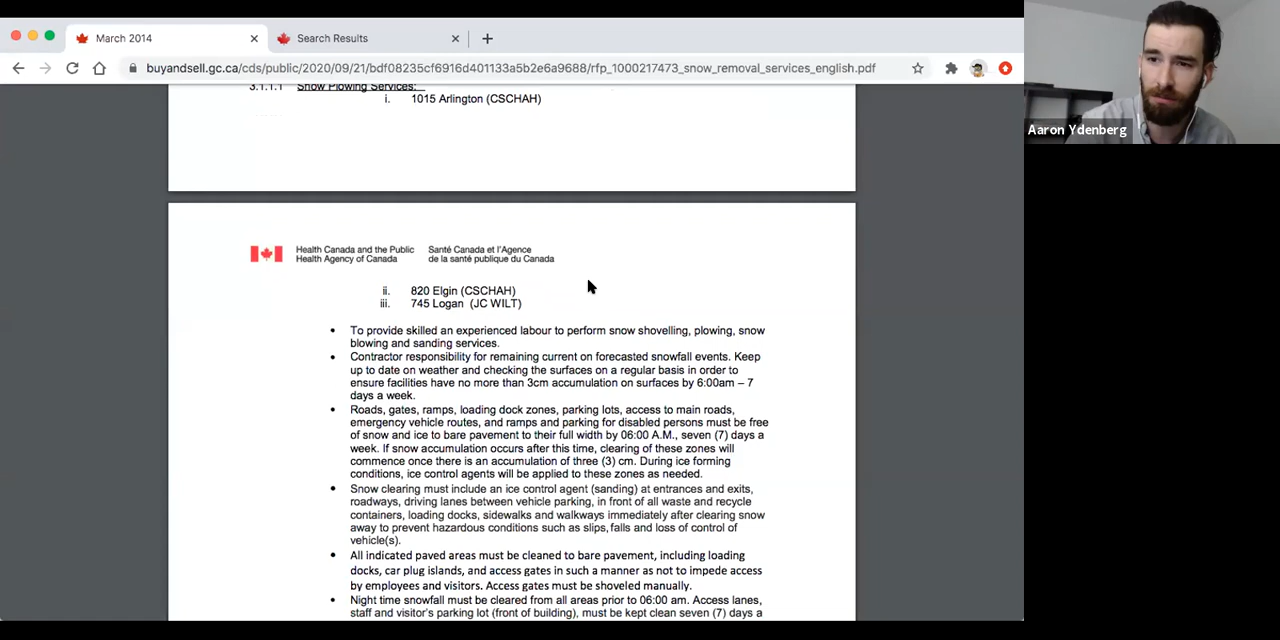 March 2014
Search Results
buyandsell.gc.ca/cds/public/2020/09/21/bdf08235cf6916d401133a5b2e6a9688/rfp_1000217473_snow_removal_services_english.pdf
Aaron Ydenberg
3.1.1.1 Snow Plowing Services:
i. 1015 Arlington (CSCHAH)
Health Canada and the Public Santé Canada et l'Agence
Health Agency of Canada de la santé publique du Canada
ii. 820 Elgin (CSCHAH)
iii. 745 Logan (JC WILT)
• To provide skilled an experienced labour to perform snow shovelling, plowing, snow
blowing and sanding services.
• Contractor responsibility for remaining current on forecasted snowfall events. Keep
up to date on weather and checking the surfaces on a regular basis in order to
ensure facilities have no more than 3cm accumulation on surfaces by 6:00am – 7
days a week.
• Roads, gates, ramps, loading dock zones, parking lots, access to main roads,
emergency vehicle routes, and ramps and parking for disabled persons must be free
of snow and ice to bare pavement to their full width by 06:00 A.M., seven (7) days a
week. If snow accumulation occurs after this time, clearing of these zones will
commence once there is an accumulation of three (3) cm. During ice forming
conditions, ice control agents will be applied to these zones as needed.
• Snow clearing must include an ice control agent (sanding) at entrances and exits,
roadways, driving lanes between vehicle parking, in front of all waste and recycle
containers, loading docks, sidewalks and walkways immediately after clearing snow
away to prevent hazardous conditions such as slips, falls and loss of control of
vehicle(s).
• All indicated paved areas must be cleaned to bare pavement, including loading
docks, car plug islands, and access gates in such a manner as not to impede access
by employees and visitors. Access gates must be shoveled manually.
• Night time snowfall must be cleared from all areas prior to 06:00 am. Access lanes,
staff and visitor's parking lot (front of building), must be kept clean seven (7) days a